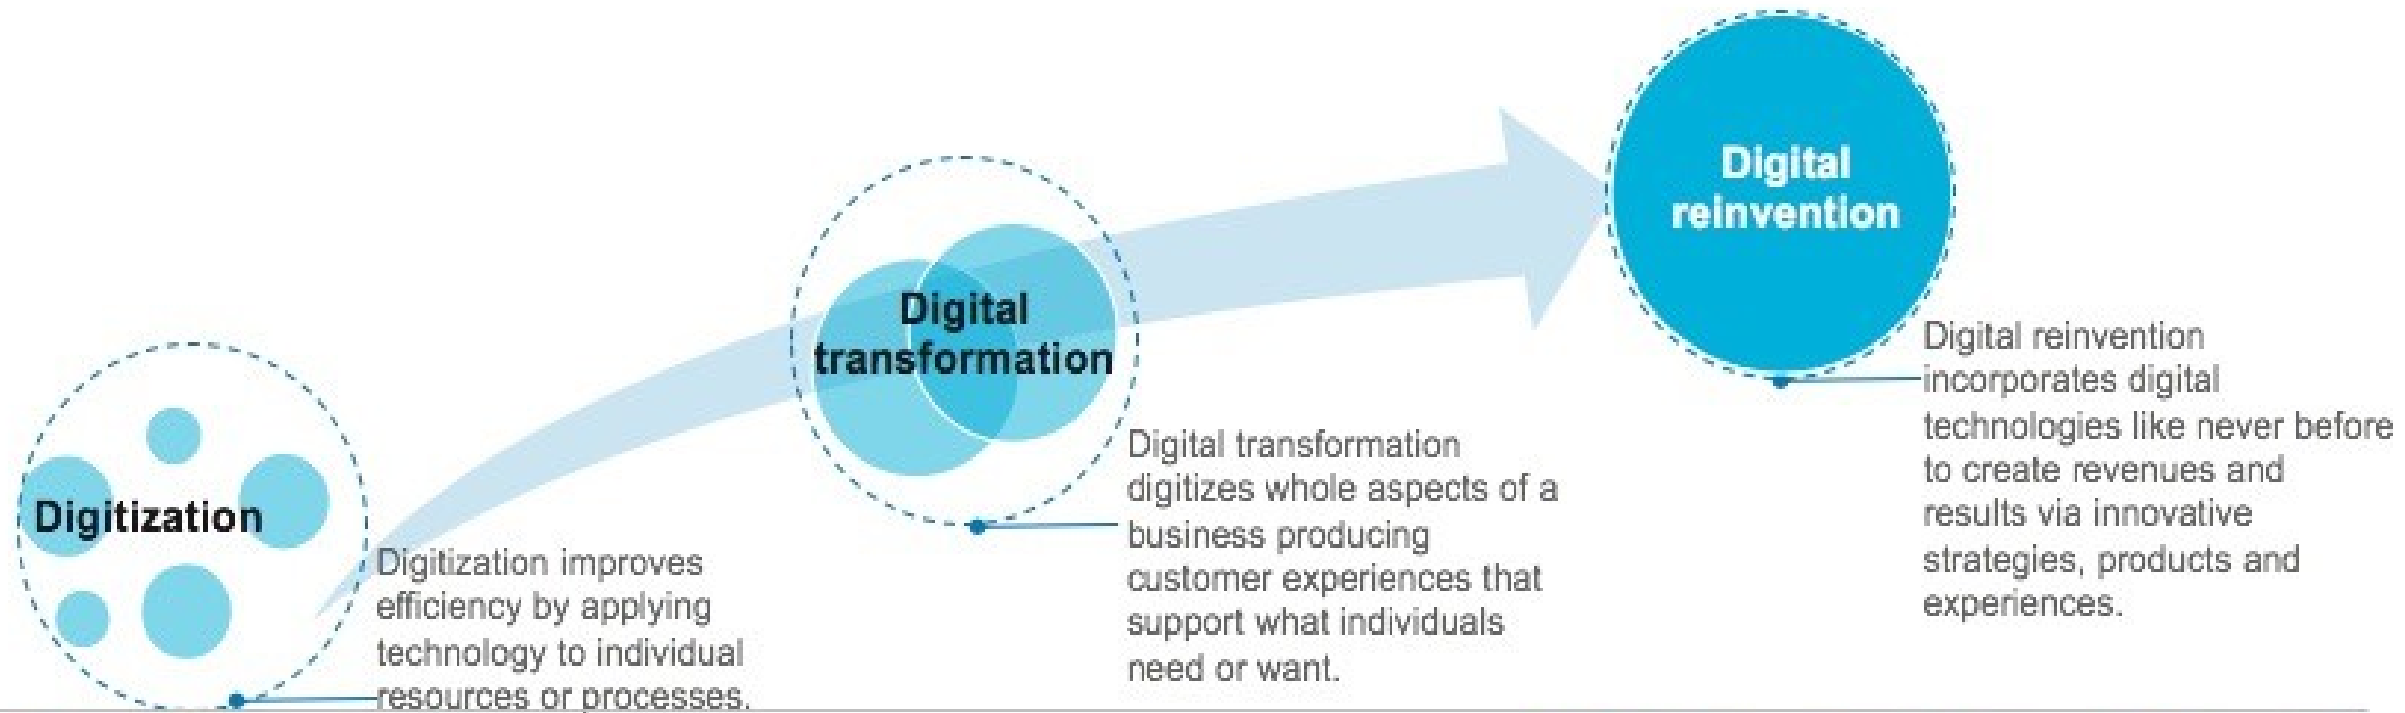 Digitization
Digitization improves
efficiency by applying
technology to individual
resources or processes.
Digital
transformation
Digital transformation
digitizes whole aspects of a
business producing
customer experiences that
support what individuals
need or want.
Digital
reinvention
Digital reinvention
incorporates digital
technologies like never before
to create revenues and
results via innovative
strategies, products and
experiences.